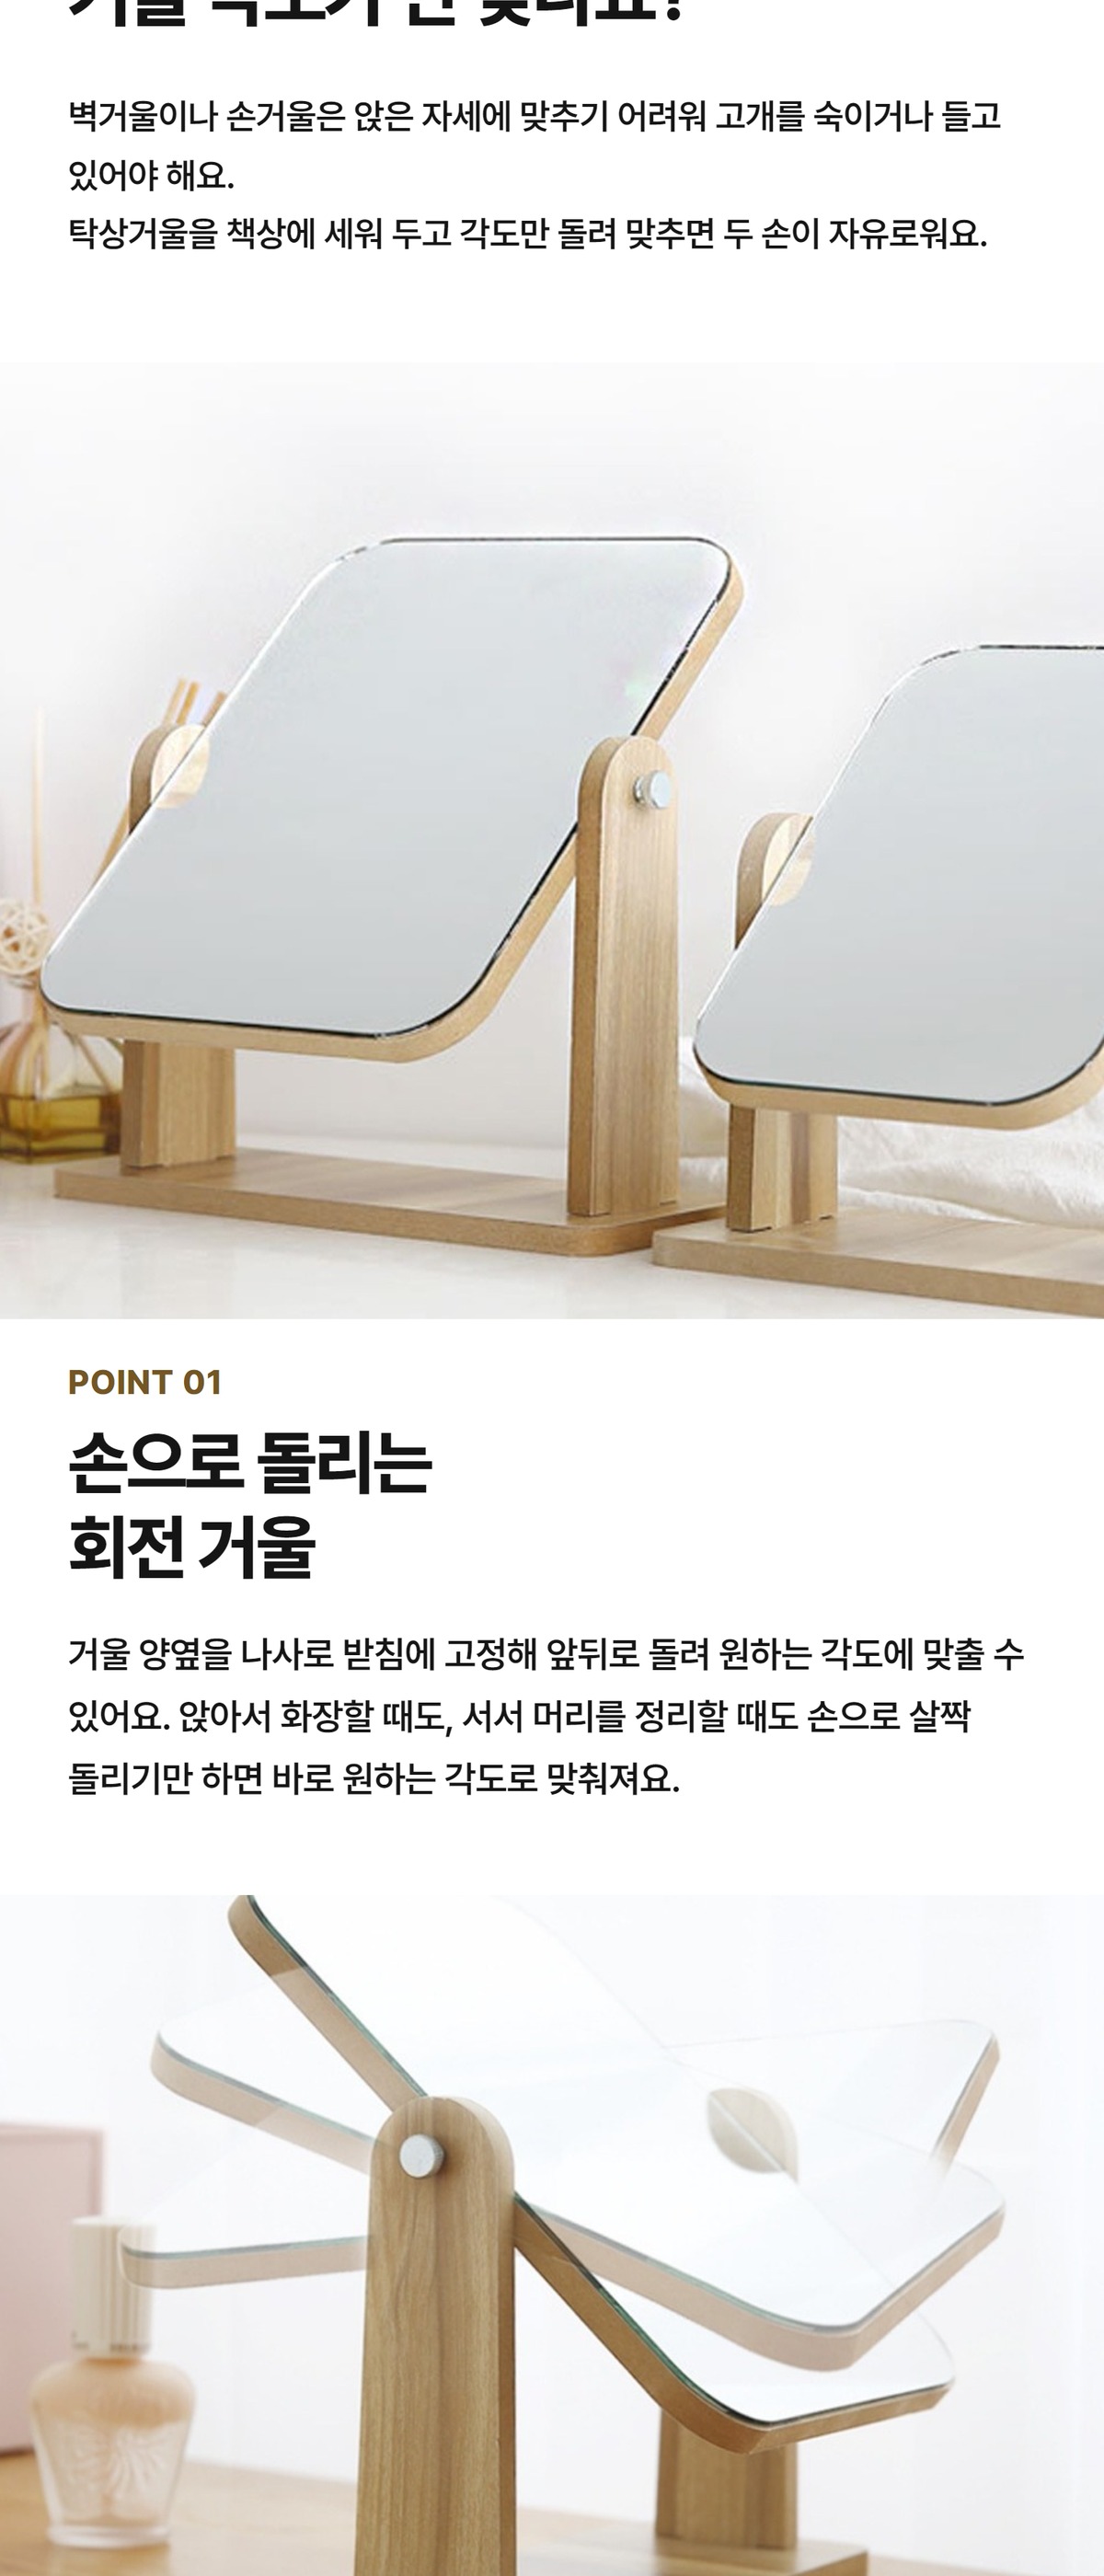 벽거울이나 손거울은 앉은 자세에 맞추기 어려워 고개를 숙이거나 들고
있어야 해요.
탁상거울을 책상에 세워 두고 각도만 돌려 맞추면 두 손이 자유로워요.
POINT 01
손으로 돌리는
회전 거울
거울 양옆을 나사로 받침에 고정해 앞뒤로 돌려 원하는 각도에 맞출 수
있어요. 앉아서 화장할 때도, 서서 머리를 정리할 때도 손으로 살짝
돌리기만 하면 바로 원하는 각도로 맞춰져요.